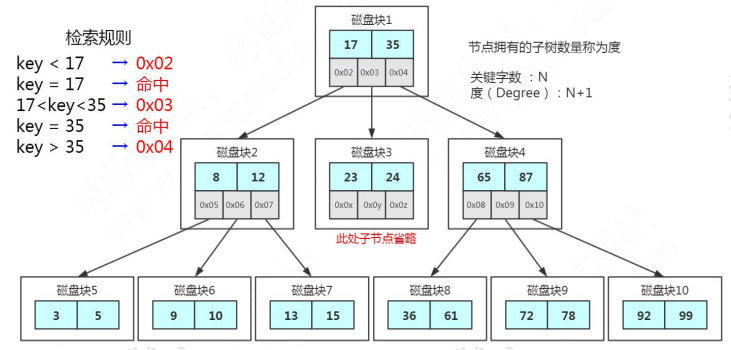 检索规则
key < 17 → 0x02
key = 17 → 命中
17<key<35 → 0x03
key = 35 → 命中
key > 35 → 0x04
磁盘块1
17 35
0x02 0x03 0x04
节点拥有的子树数量称为度
关键字数 ：N
度（Degree）：N+1
磁盘块2
8 12
0x05 0x06 0x07
磁盘块3
23 24
0x0x 0x0y 0x0z
此处子节点省略
磁盘块4
65 87
0x08 0x09 0x10
磁盘块5
3 5
磁盘块6
9 10
磁盘块7
13 15
磁盘块8
36 61
磁盘块9
72 78
磁盘块10
92 99